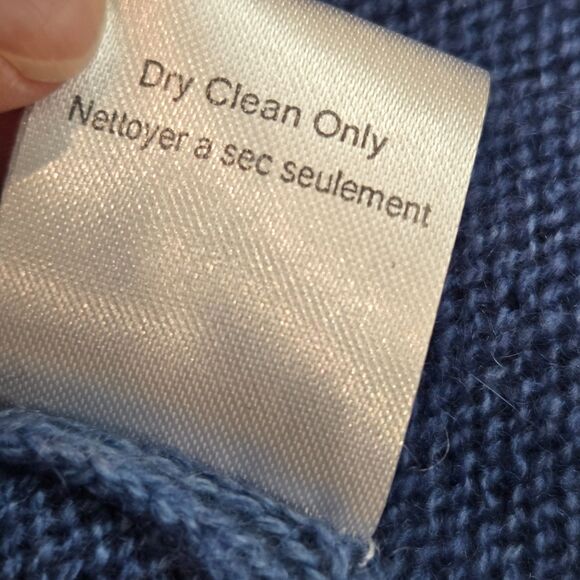 Dry Clean Only
Nettoyer a sec seulement